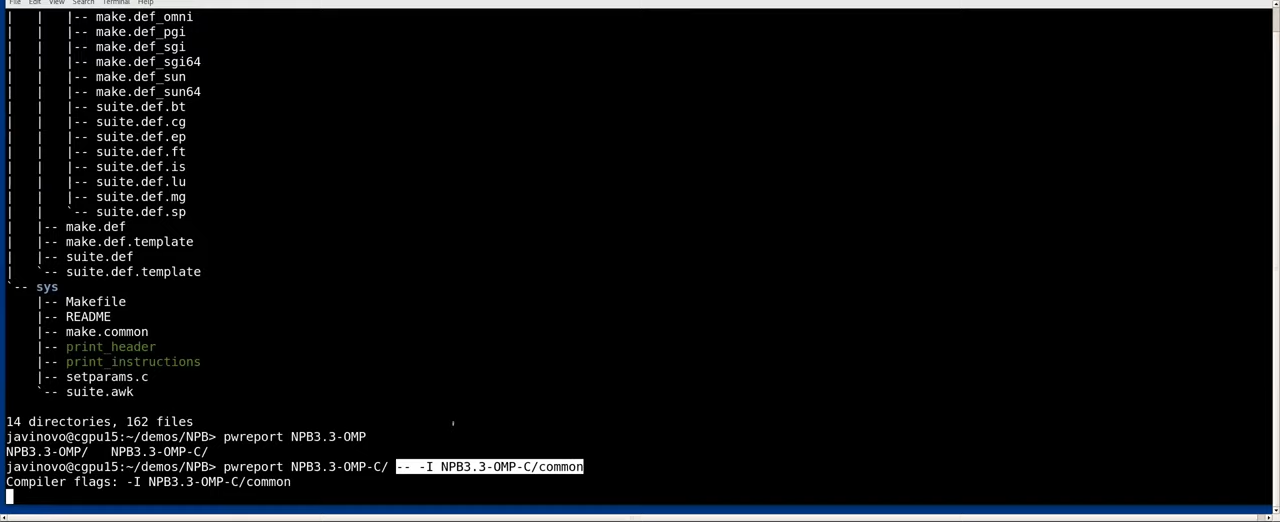 File Edit View Search Terminal Help
|   |   |-- make.def_omni
|   |   |-- make.def_pgi
|   |   |-- make.def_sgi
|   |   |-- make.def_sgi64
|   |   |-- make.def_sun
|   |   |-- make.def_sun64
|   |   |-- suite.def.bt
|   |   |-- suite.def.cg
|   |   |-- suite.def.ep
|   |   |-- suite.def.ft
|   |   |-- suite.def.is
|   |   |-- suite.def.lu
|   |   |-- suite.def.mg
|   |   `-- suite.def.sp
|   |-- make.def
|   |-- make.def.template
|   |-- suite.def
|   `-- suite.def.template
`-- sys
    |-- Makefile
    |-- README
    |-- make.common
    |-- print_header
    |-- print_instructions
    |-- setparams.c
    `-- suite.awk
14 directories, 162 files
javinovo@cgpu15:~/demos/NPB> pwreport NPB3.3-OMP
NPB3.3-OMP/   NPB3.3-OMP-C/
javinovo@cgpu15:~/demos/NPB> pwreport NPB3.3-OMP-C/ -- -I NPB3.3-OMP-C/common
Compiler flags: -I NPB3.3-OMP-C/common